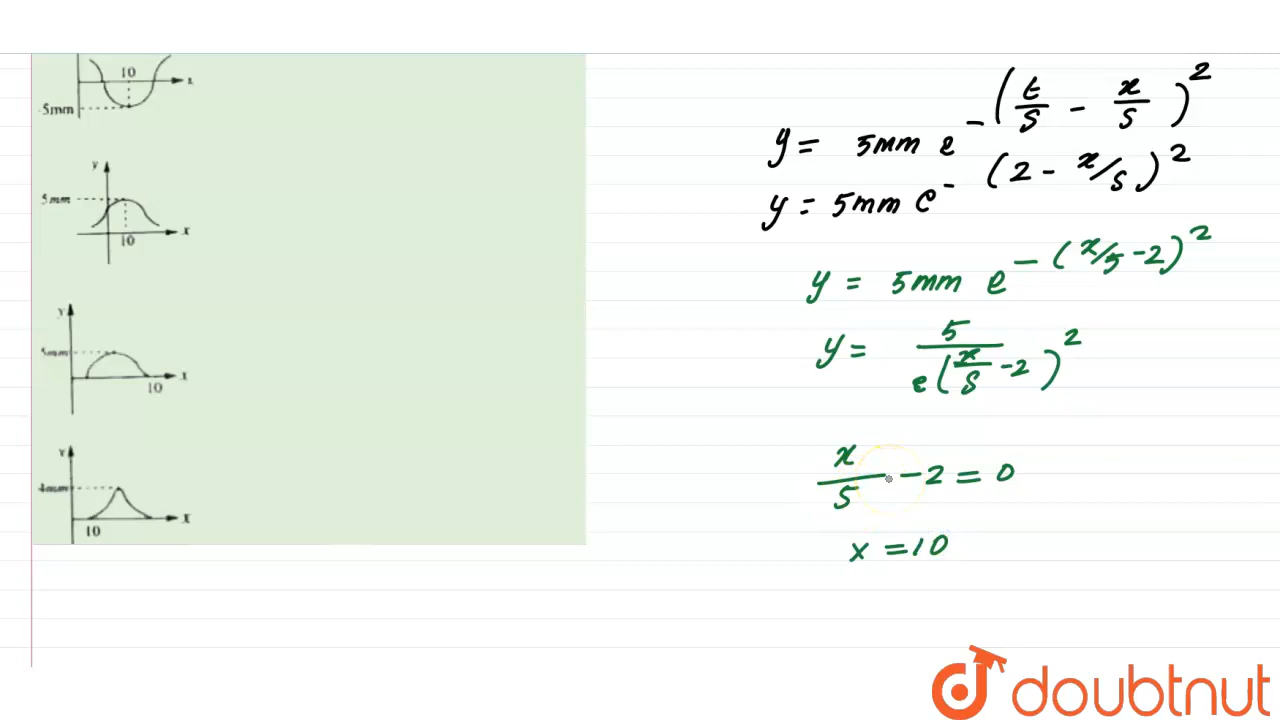 10
x
-5mm
y
5mm
x
10
y
5mm
x
10
Y
4mm
X
10
y = 5mm e -(t/5 - x/5)2
y = 5mm e -(2 - x/5)2
y = 5mm e -(x/5 -2)2
y = 5 / e(x/5 -2)2
x/5 -2 = 0
x = 10
doubtnut